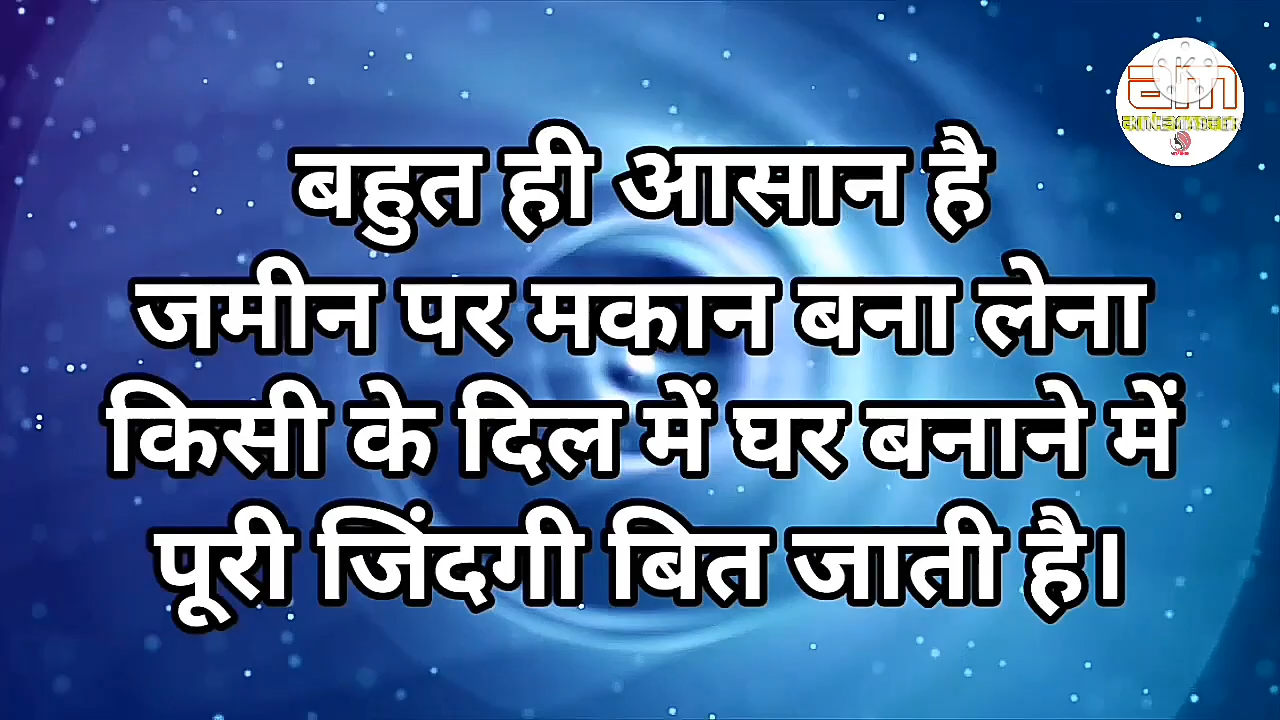 बहुत ही आसान है
जमीन पर मकान बना लेना
किसी के दिल में घर बनाने में
पूरी जिंदगी बित जाती है।